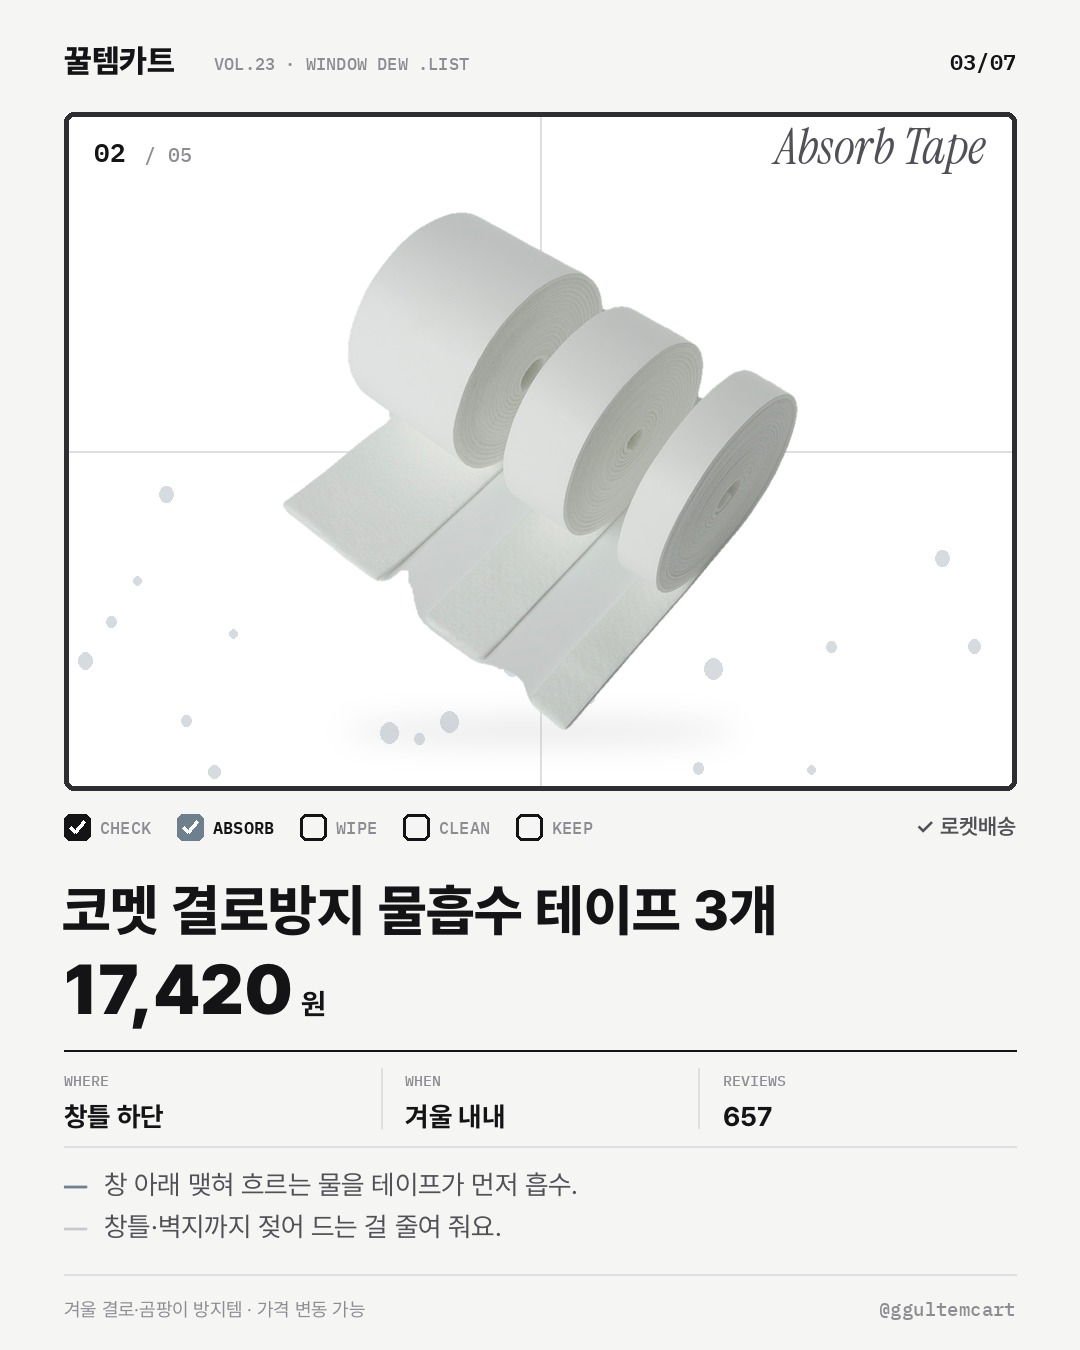 꿀템카트 VOL.23 · WINDOW DEW .LIST 03/07
02 / 05 Absorb Tape
CHECK ABSORB WIPE CLEAN KEEP ✓ 로켓배송
코멧 결로방지 물흡수 테이프 3개
17,420 원
WHERE WHEN REVIEWS
창틀 하단 겨울 내내 657
— 창 아래 맺혀 흐르는 물을 테이프가 먼저 흡수.
— 창틀·벽지까지 젖어 드는 걸 줄여 줘요.
겨울 결로·곰팡이 방지템 · 가격 변동 가능 @ggultemcart